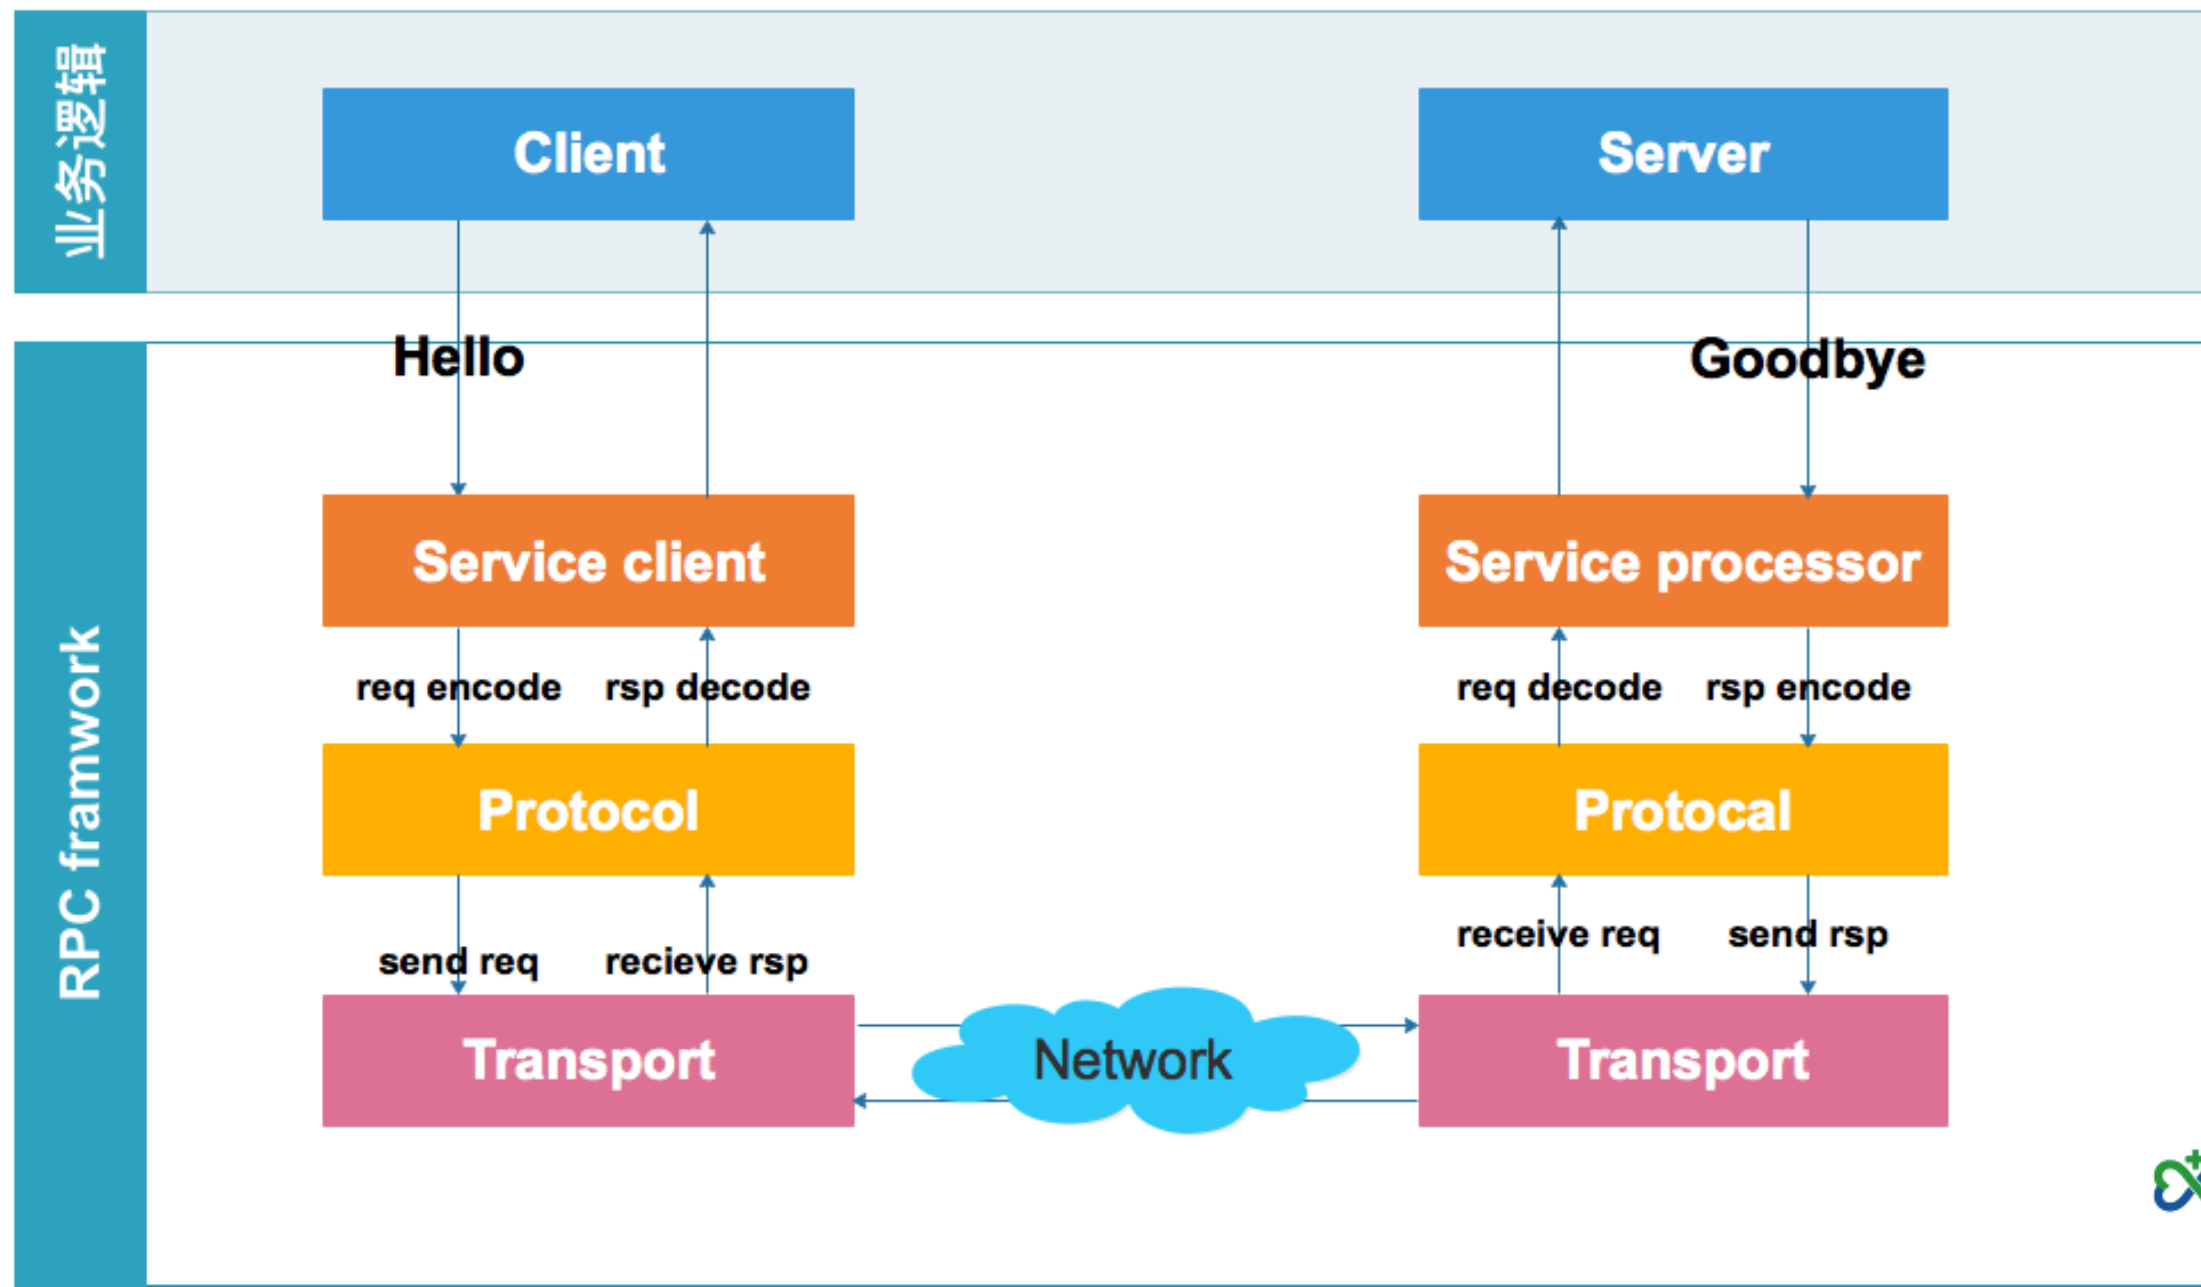 业务逻辑
Client
Server
Hello
Goodbye
RPC framwork
Service client
Service processor
req encode
rsp decode
req decode
rsp encode
Protocol
Protocal
send req
recieve rsp
receive req
send rsp
Transport
Network
Transport